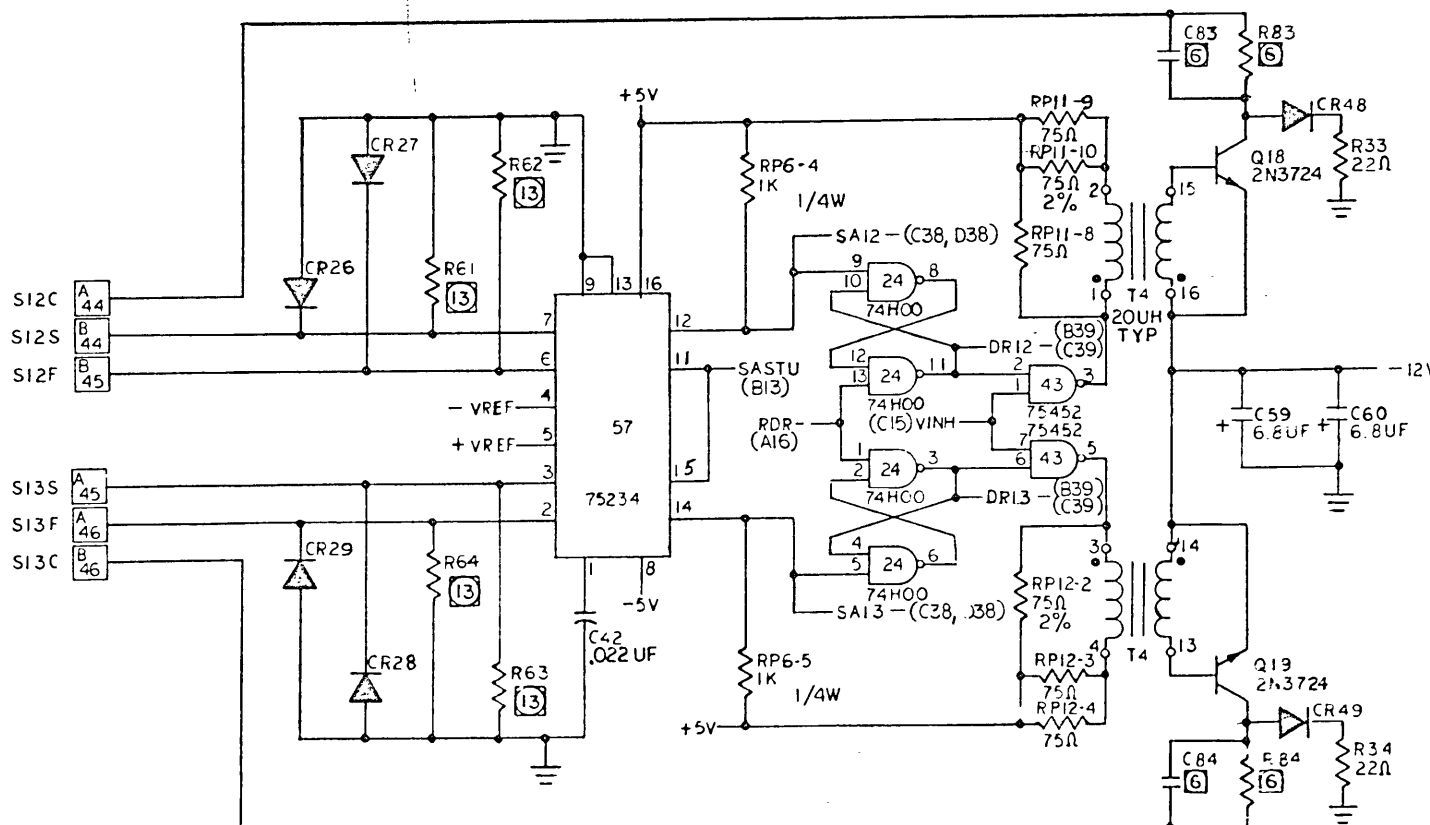 C83
6
R83
6
+5V
RP11-9
75Ω
RP11-10
75Ω
2%
CR48
CR27
R62
13
RP6-4
1K
1/4W
Q18
2N3724
R33
22Ω
2
15
SA12-(C38, D38)
RP11-8
75Ω
CR26
R61
13
9
13
16
9
10
24
8
74H00
1
T4
16
20UH
TYP
S12C
A
44
S12S
B
44
S12F
B
45
7
6
12
11
SASTU
(B13)
DR12-
(B39)
(C39)
12
13
24
11
74H00
2
1
43
3
75452
-12V
- VREF
4
+ VREF
5
57
RDR-
(A16)
(C15)VINH
75452
C59
+
6.8UF
C60
+
6.8UF
S13S
A
45
S13F
A
46
S13C
B
46
3
2
75234
15
14
1
2
24
3
74H00
7
6
43
5
DR13-
(B39)
(C39)
CR29
R64
13
1
8
-5V
4
5
24
6
74H00
3
14
RP12-2
75Ω
2%
C42
.022UF
SA13-(C38, D38)
4
T4
13
CR28
R63
13
RP6-5
1K
1/4W
RP12-3
75Ω
RP12-4
75Ω
+5V
Q19
2N3724
CR49
C84
6
R84
6
R34
22Ω